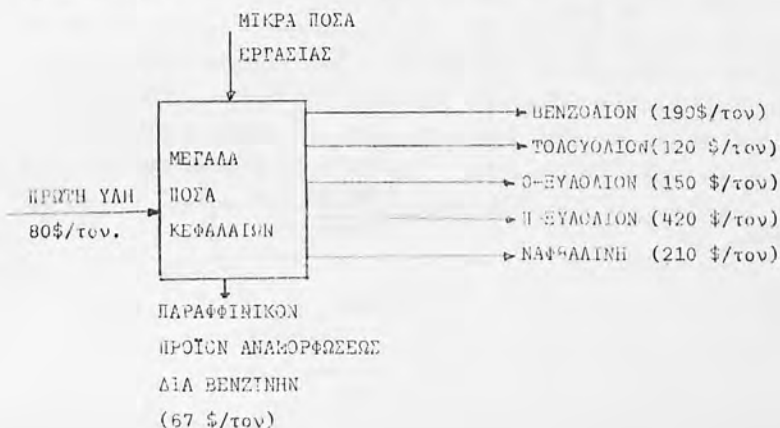 ΜΙΚΡΑ ΠΟΣΑ
ΕΡΓΑΣΙΑΣ
ΜΕΓΑΛΑ
ΠΟΣΑ
ΚΕΦΑΛΑΙΩΝ
ΠΡΩΤΗ ΥΛΗ
80$/τον.
ΒΕΝΖΟΛΙΟΝ (190$/τον)
ΤΟΛΟΥΟΛΙΟΝ(120 $/τον)
Ο-ΞΥΛΟΛΙΟΝ (150 $/τον)
Π-ΞΥΛΟΛΙΟΝ (420 $/τον)
ΝΑΦΘΑΛΙΝΗ (210 $/τον)
ΠΑΡΑΦΦΙΝΙΚΟΝ
ΠΡΟΪΟΝ ΑΝΑΜΟΡΦΩΣΕΩΣ
ΔΙΑ ΒΕΝΖΙΝΗΝ
(67 $/τον)